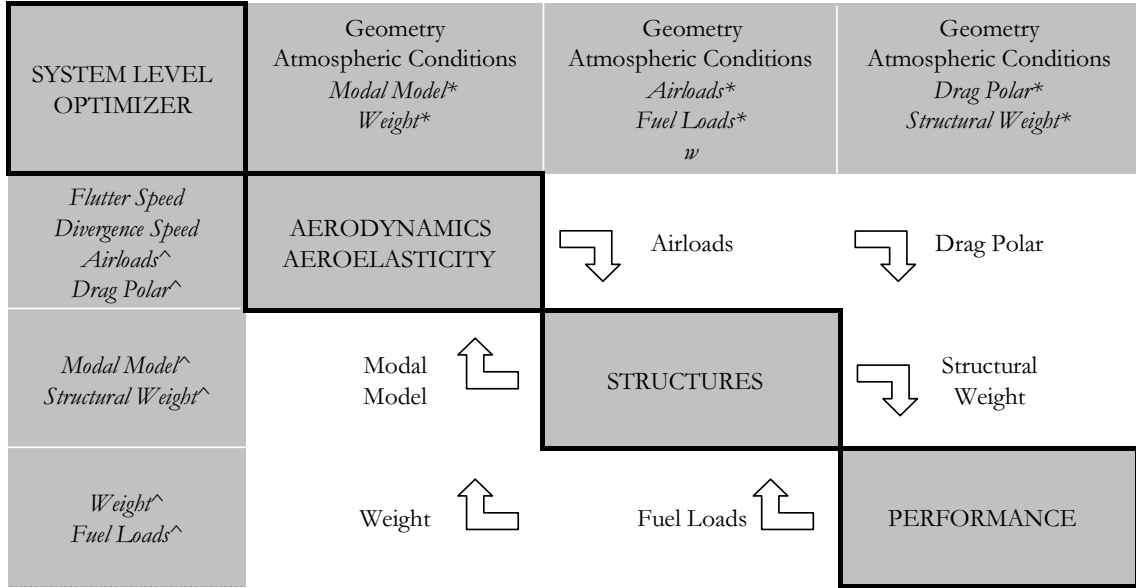 SYSTEM LEVEL
OPTIMIZER
Geometry
Atmospheric Conditions
Modal Model*
Weight*
Geometry
Atmospheric Conditions
Airloads*
Fuel Loads*
w
Geometry
Atmospheric Conditions
Drag Polar*
Structural Weight*
Flutter Speed
Divergence Speed
Airloads^
Drag Polar^
AERODYNAMICS
AEROELASTICITY
Airloads
Drag Polar
Modal Model^
Structural Weight^
Modal
Model
STRUCTURES
Structural
Weight
Weight^
Fuel Loads^
Weight
Fuel Loads
PERFORMANCE